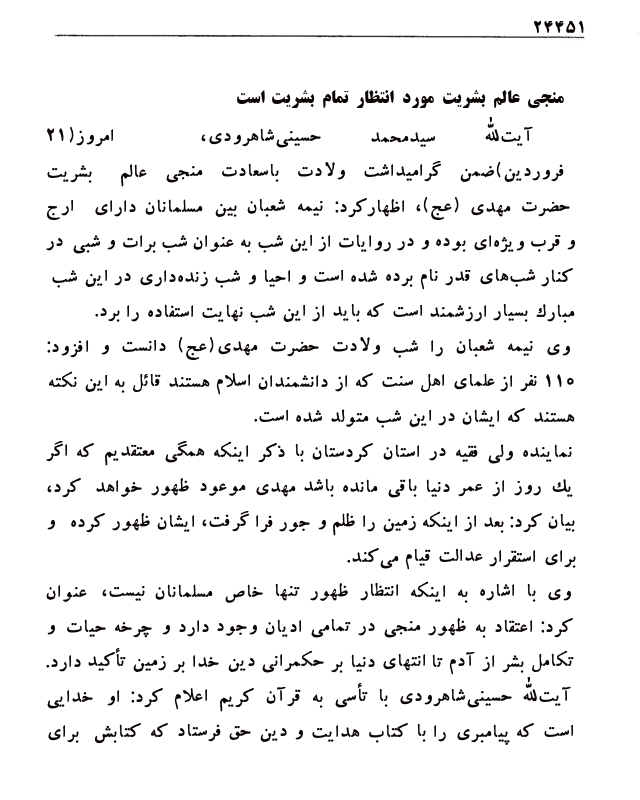 ۲۴۴۵۱
منجی عالم بشریت مورد انتظار تمام بشریت است
آیت‌الله سیدمحمد حسینی‌شاهرودی، امروز(۲۱
فروردین)ضمن گرامیداشت ولادت باسعادت منجی عالم بشریت
حضرت مهدی (عج)، اظهارکرد: نیمه شعبان بین مسلمانان دارای ارج
و قرب ویژه‌ای بوده و در روایات از این شب به عنوان شب برات و شبی در
کنار شب‌های قدر نام برده شده است و احیا و شب زنده‌داری در این شب
مبارك بسیار ارزشمند است که باید از این شب نهایت استفاده را برد.
وی نیمه شعبان را شب ولادت حضرت مهدی(عج) دانست و افزود:
۱۱۰ نفر از علمای اهل سنت که از دانشمندان اسلام هستند قائل به این نکته
هستند که ایشان در این شب متولد شده است.
نماینده ولی فقیه در استان کردستان با ذکر اینکه همگی معتقدیم که اگر
یك روز از عمر دنیا باقی مانده باشد مهدی موعود ظهور خواهد کرد،
بیان کرد: بعد از اینکه زمین را ظلم و جور فرا گرفت، ایشان ظهور کرده و
برای استقرار عدالت قیام می‌کند.
وی با اشاره به اینکه انتظار ظهور تنها خاص مسلمانان نیست، عنوان
کرد: اعتقاد به ظهور منجی در تمامی ادیان وجود دارد و چرخه حیات و
تکامل بشر از آدم تا انتهای دنیا بر حکمرانی دین خدا بر زمین تأکید دارد.
آیت‌الله حسینی‌شاهرودی با تأسی به قرآن کریم اعلام کرد: او خدایی
است که پیامبری را با کتاب هدایت و دین حق فرستاد که کتابش برای